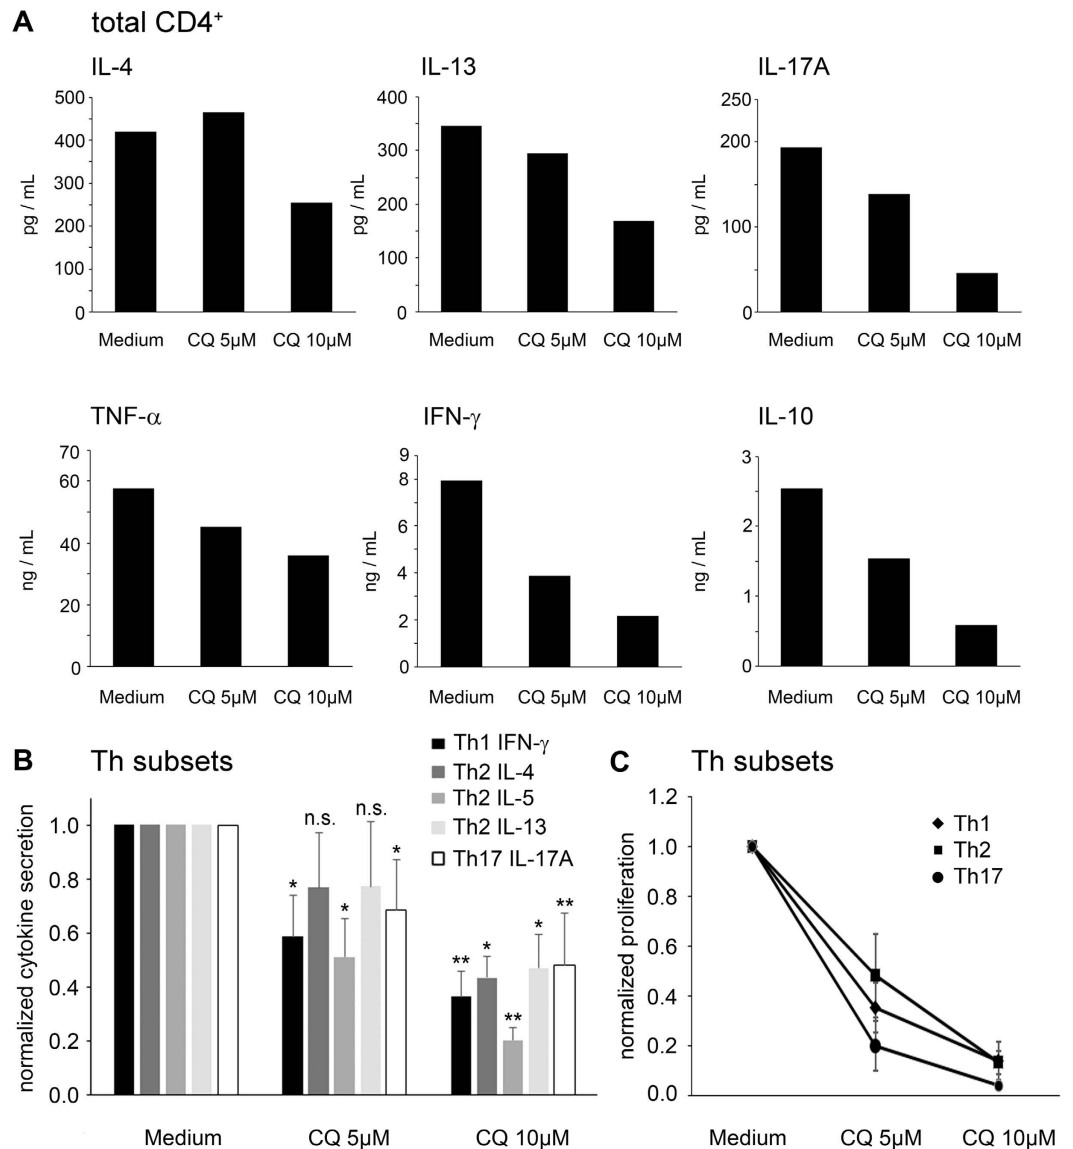 A total CD4⁺
IL-4
500
400
300
200
100
0
pg / mL
Medium CQ 5μM CQ 10μM
IL-13
400
300
200
100
0
pg / mL
Medium CQ 5μM CQ 10μM
IL-17A
250
200
100
0
pg / mL
Medium CQ 5μM CQ 10μM
TNF-α
70
60
40
20
0
ng / mL
Medium CQ 5μM CQ 10μM
IFN-γ
9
8
6
4
2
0
ng / mL
Medium CQ 5μM CQ 10μM
IL-10
3
2
1
0
ng / mL
Medium CQ 5μM CQ 10μM
B Th subsets
Th1 IFN-γ
Th2 IL-4
Th2 IL-5
Th2 IL-13
Th17 IL-17A
1.0
0.8
0.6
0.4
0.2
0.0
normalized cytokine secretion
* n.s. * n.s. *
** * ** * **
Medium CQ 5μM CQ 10μM
C Th subsets
Th1
Th2
Th17
1.2
1.0
0.8
0.6
0.4
0.2
0.0
normalized proliferation
Medium CQ 5μM CQ 10μM